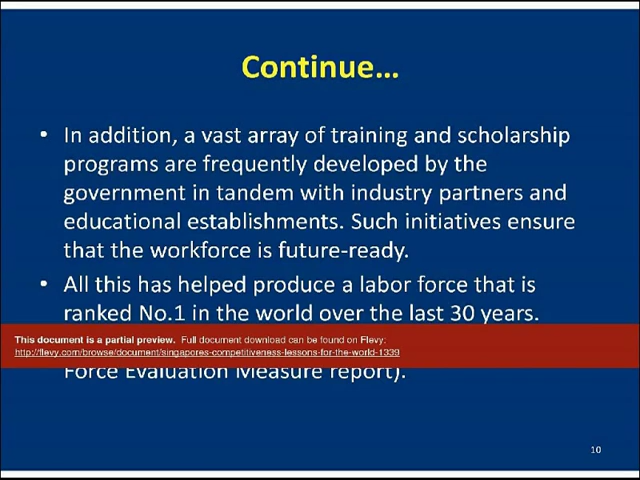 Continue...
• In addition, a vast array of training and scholarship
programs are frequently developed by the
government in tandem with industry partners and
educational establishments. Such initiatives ensure
that the workforce is future-ready.
• All this has helped produce a labor force that is
ranked No.1 in the world over the last 30 years.
This document is a partial preview. Full document download can be found on Flevy:
http://flevy.com/browse/document/singapores-competitiveness-lessons-for-the-world-1339
Force Evaluation Measure report).
10